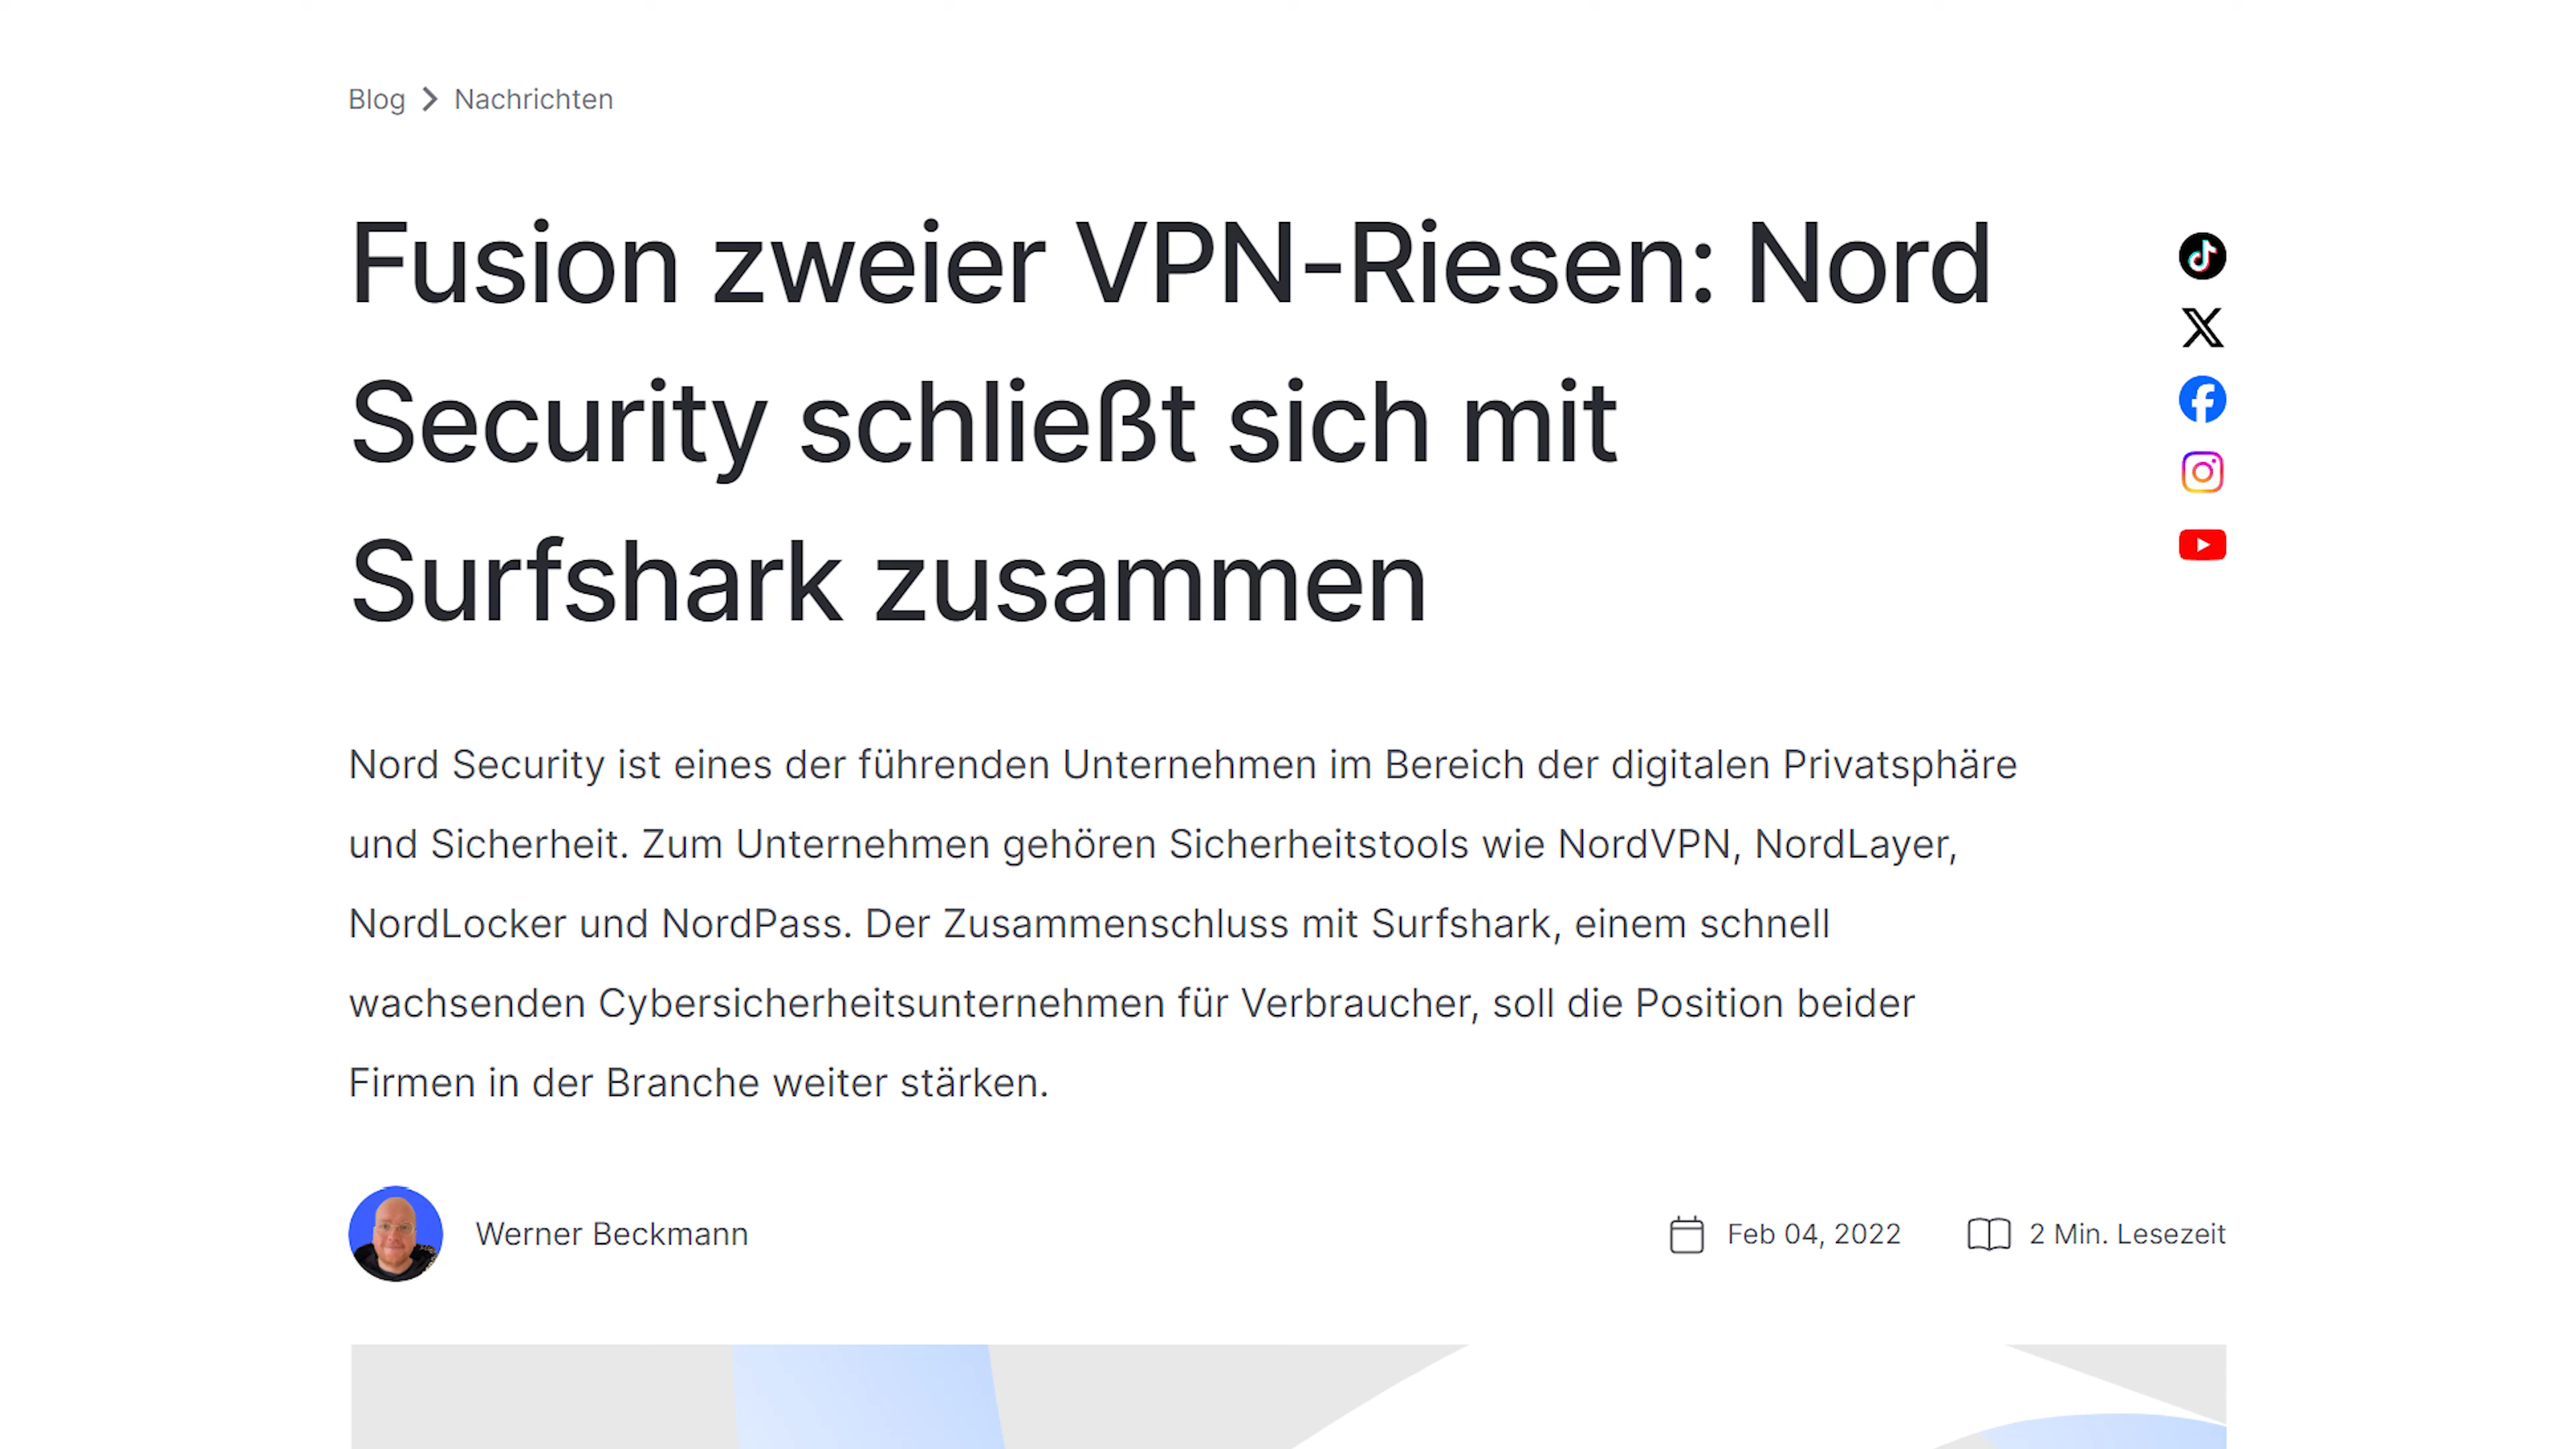 Blog > Nachrichten
Fusion zweier VPN-Riesen: Nord
Security schließt sich mit
Surfshark zusammen
Nord Security ist eines der führenden Unternehmen im Bereich der digitalen Privatsphäre
und Sicherheit. Zum Unternehmen gehören Sicherheitstools wie NordVPN, NordLayer,
NordLocker und NordPass. Der Zusammenschluss mit Surfshark, einem schnell
wachsenden Cybersicherheitsunternehmen für Verbraucher, soll die Position beider
Firmen in der Branche weiter stärken.
Werner Beckmann
Feb 04, 2022
2 Min. Lesezeit